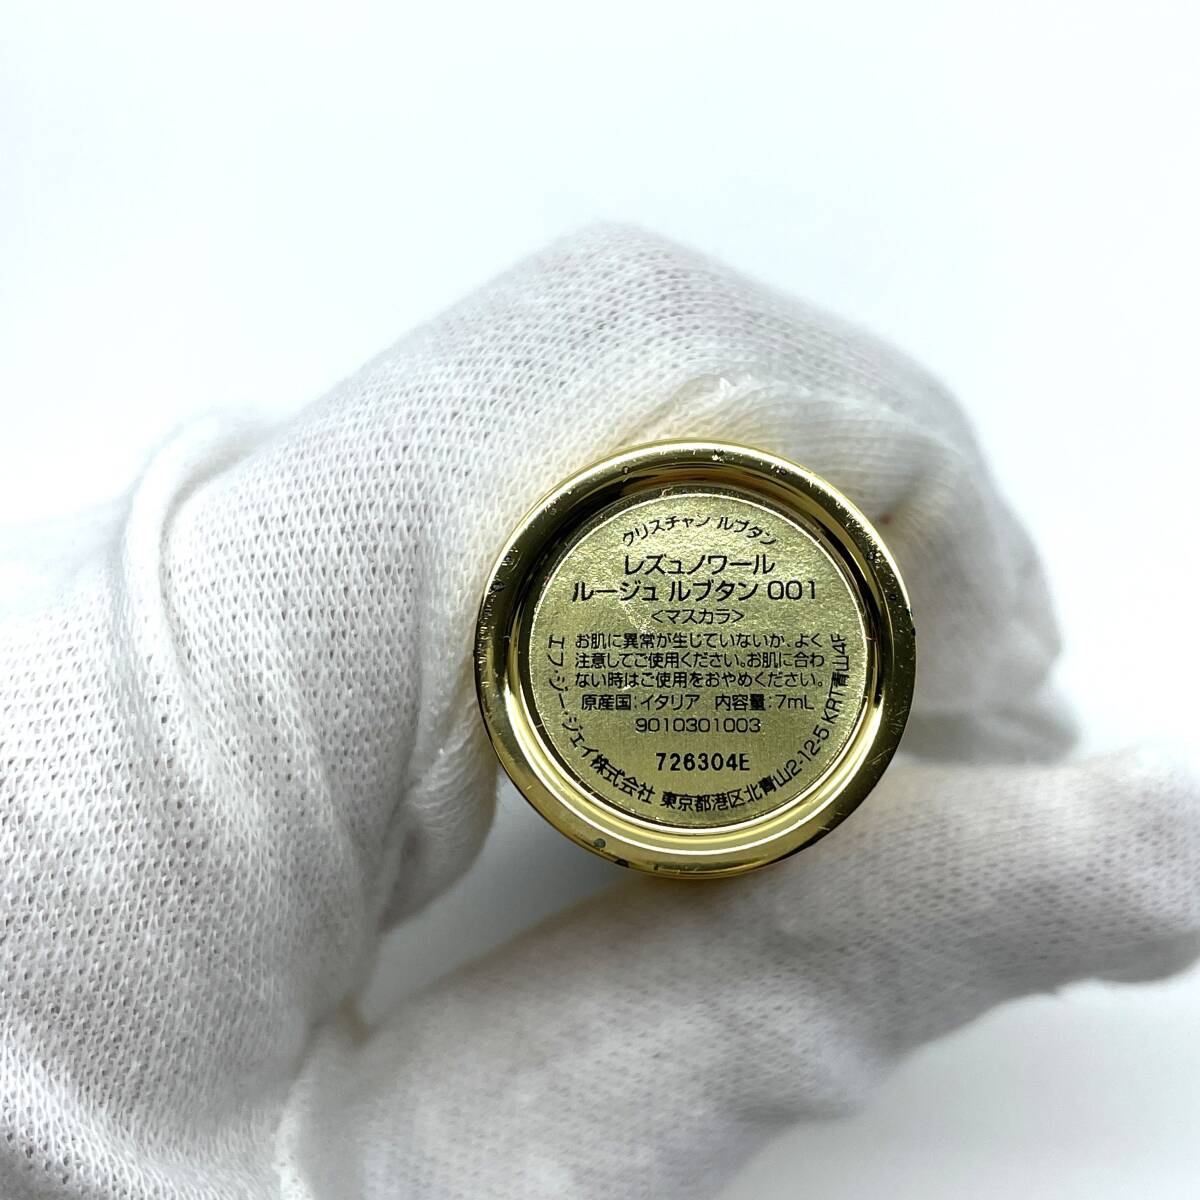 クリスチャン ルブタン
レズュノワール
ルージュ ルブタン 001
<マスカラ>
お肌に異常が生じていないか、よく
注意してご使用ください。お肌に合わ
ない時はご使用をおやめください。
原産国:イタリア 内容量:7mL
9010301003
726304E
エフ・ジー・ジェイ株式会社 東京都港区北青山2-12-5 KRT青山4F